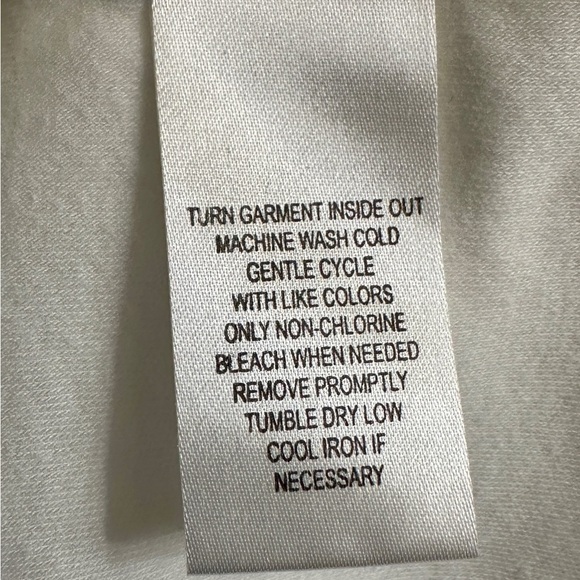 TURN GARMENT INSIDE OUT
MACHINE WASH COLD
GENTLE CYCLE
WITH LIKE COLORS
ONLY NON-CHLORINE
BLEACH WHEN NEEDED
REMOVE PROMPTLY
TUMBLE DRY LOW
COOL IRON IF
NECESSARY